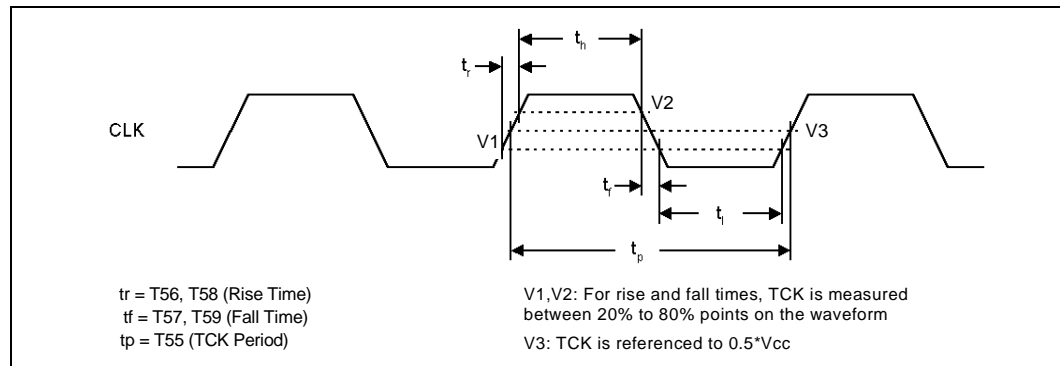 t_h
t_r
V2
CLK
V1
V3
t_f
t_l
t_p
tr = T56, T58 (Rise Time)
tf = T57, T59 (Fall Time)
tp = T55 (TCK Period)
V1,V2: For rise and fall times, TCK is measured
between 20% to 80% points on the waveform
V3: TCK is referenced to 0.5*Vcc